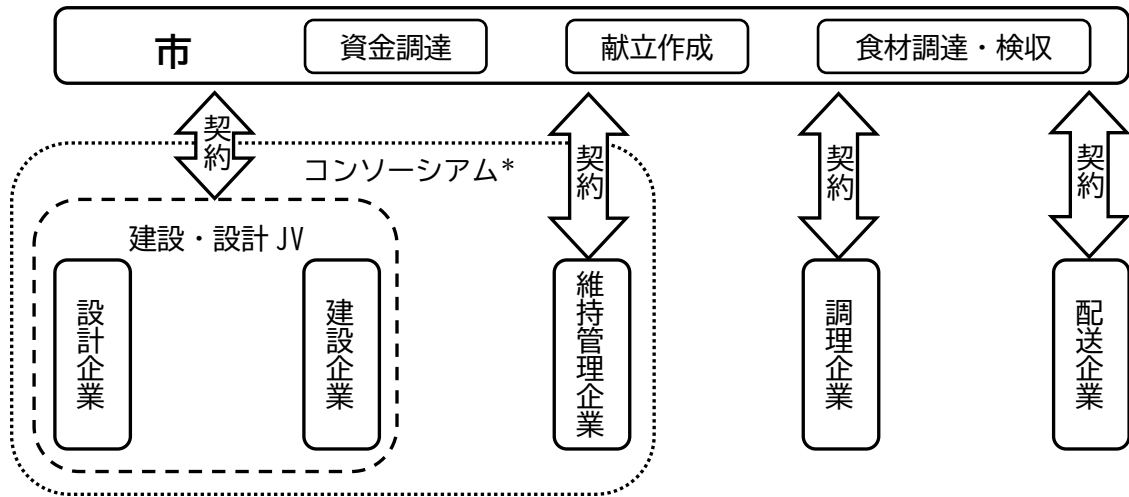 市
資金調達
献立作成
食材調達・検収
契約
契約
契約
契約
コンソーシアム*
建設・設計 JV
設計企業
建設企業
維持管理企業
調理企業
配送企業